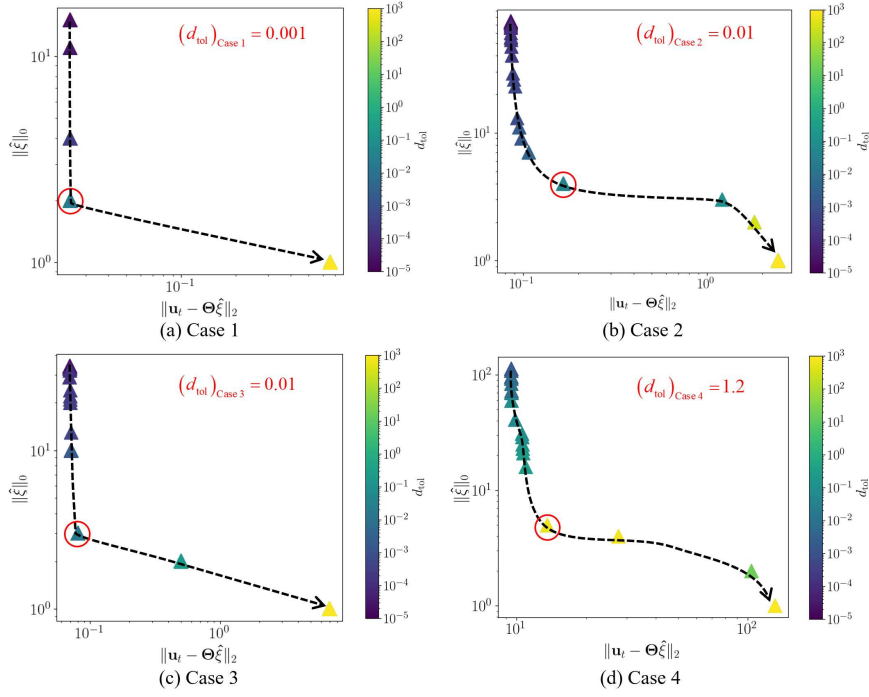 (d_tol)_Case 1 = 0.001
10^1
10^0
‖ξ̂‖_0
10^-1
‖u_t − Θξ̂‖_2
10^3
10^2
10^1
10^0
10^-1
10^-2
10^-3
10^-4
10^-5
d_tol
(a) Case 1
(d_tol)_Case 2 = 0.01
10^1
10^0
‖ξ̂‖_0
10^-1
10^0
‖u_t − Θξ̂‖_2
10^3
10^2
10^1
10^0
10^-1
10^-2
10^-3
10^-4
10^-5
d_tol
(b) Case 2
(d_tol)_Case 3 = 0.01
10^1
10^0
‖ξ̂‖_0
10^-1
10^0
‖u_t − Θξ̂‖_2
10^3
10^2
10^1
10^0
10^-1
10^-2
10^-3
10^-4
10^-5
d_tol
(c) Case 3
(d_tol)_Case 4 = 1.2
10^2
10^1
10^0
‖ξ̂‖_0
10^1
10^2
‖u_t − Θξ̂‖_2
10^3
10^2
10^1
10^0
10^-1
10^-2
10^-3
10^-4
10^-5
d_tol
(d) Case 4